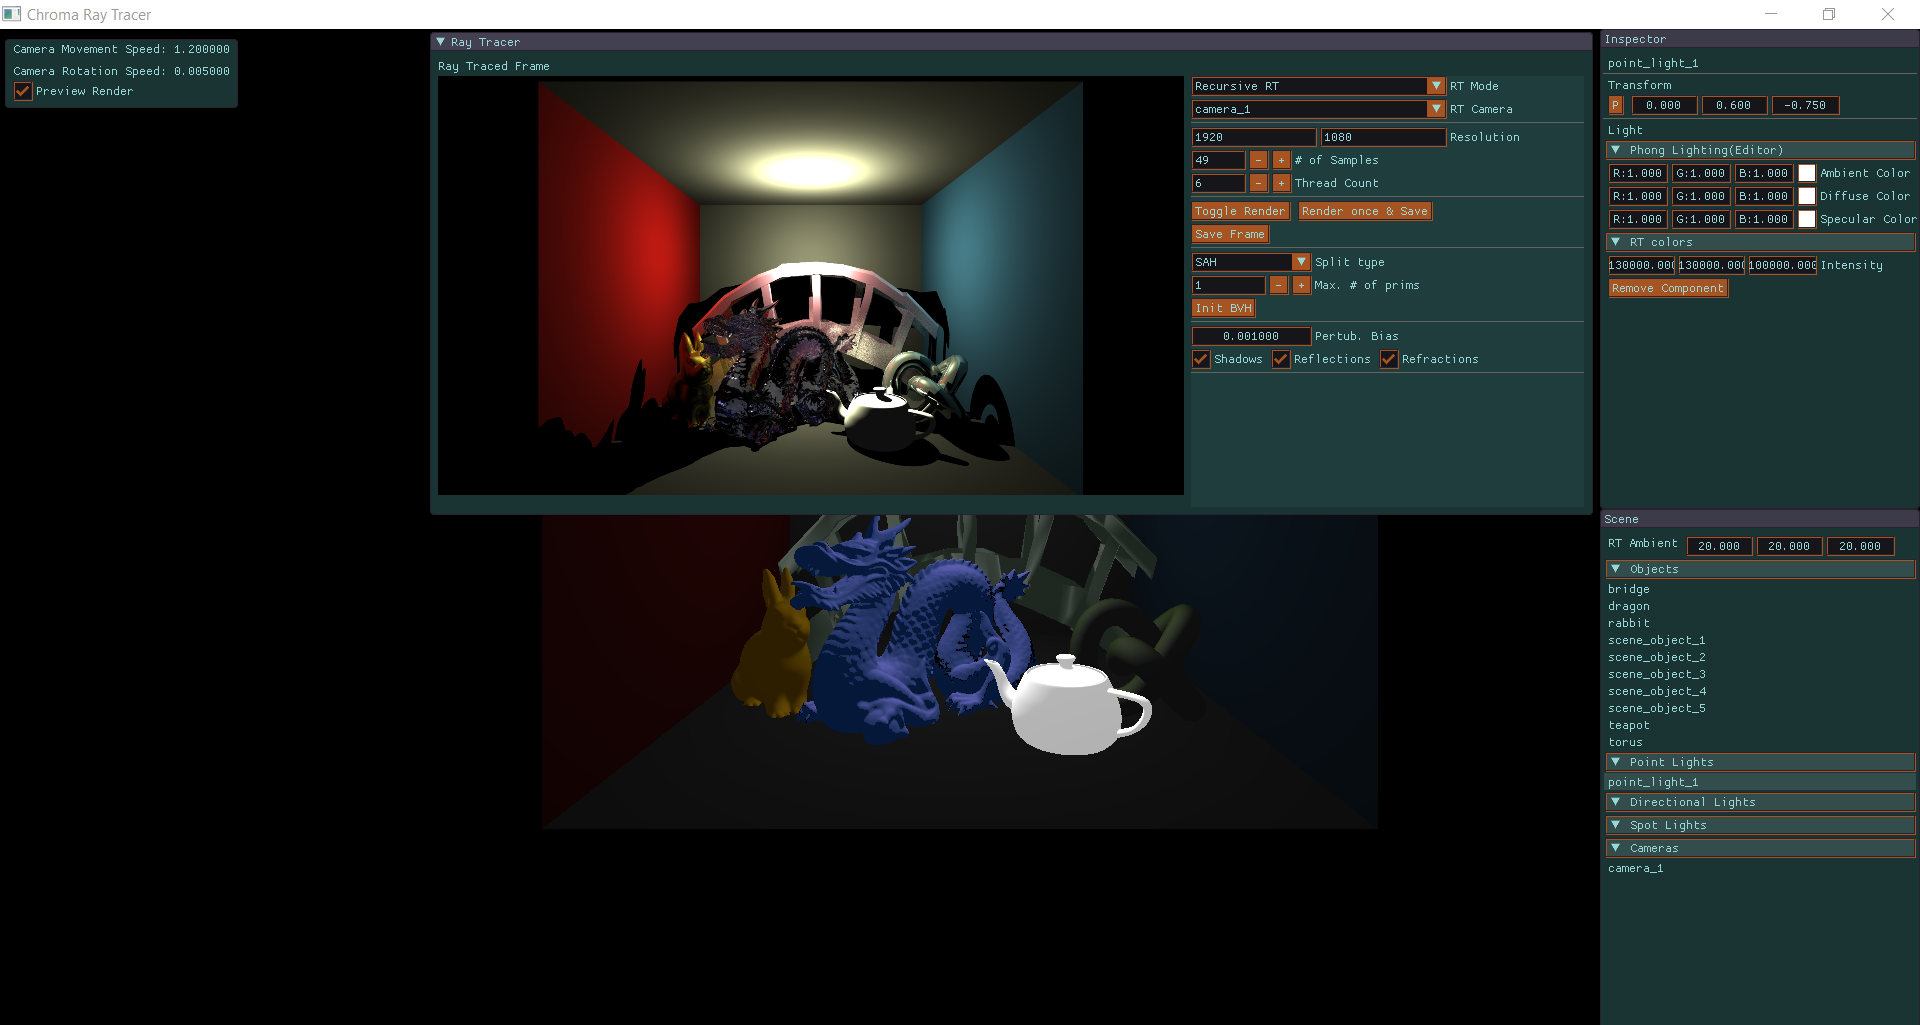 Chroma Ray Tracer
Camera Movement Speed: 1.200000
Camera Rotation Speed: 0.005000
Preview Render
Ray Tracer
Ray Traced Frame
Recursive RT RT Mode
camera_1 RT Camera
1920 1080 Resolution
49 - + # of Samples
6 - + Thread Count
Toggle Render Render once & Save
Save Frame
SAH Split type
1 - + Max. # of prims
Init BVH
0.001000 Pertub. Bias
Shadows Reflections Refractions
Inspector
point_light_1
Transform
P 0.000 0.600 -0.750
Light
Phong Lighting(Editor)
R:1.000 G:1.000 B:1.000 Ambient Color
R:1.000 G:1.000 B:1.000 Diffuse Color
R:1.000 G:1.000 B:1.000 Specular Color
RT colors
130000.000 130000.000 100000.000 Intensity
Remove Component
Scene
RT Ambient 20.000 20.000 20.000
Objects
bridge
dragon
rabbit
scene_object_1
scene_object_2
scene_object_3
scene_object_4
scene_object_5
teapot
torus
Point Lights
point_light_1
Directional Lights
Spot Lights
Cameras
camera_1